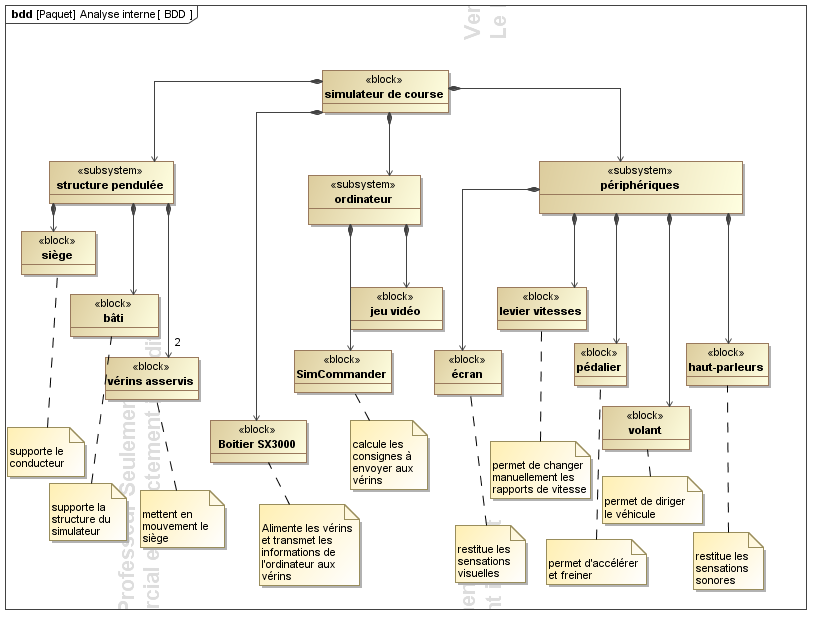 bdd [Paquet] Analyse interne [ BDD ]
«block»
simulateur de course
«subsystem»
structure pendulée
«subsystem»
ordinateur
«subsystem»
périphériques
«block»
siège
«block»
bâti
2
«block»
vérins asservis
«block»
jeu vidéo
«block»
SimCommander
«block»
Boitier SX3000
«block»
levier vitesses
«block»
écran
«block»
pédalier
«block»
haut-parleurs
«block»
volant
supporte le
conducteur
supporte la
structure du
simulateur
mettent en
mouvement le
siège
Alimente les vérins
et transmet les
informations de
l'ordinateur aux
vérins
calcule les
consignes à
envoyer aux
vérins
permet de changer
manuellement les
rapports de vitesse
restitue les
sensations
visuelles
permet d'accélérer
et freiner
permet de diriger
le véhicule
restitue les
sensations
sonores
Ver
Le
Professeur Seulemen
rcial e